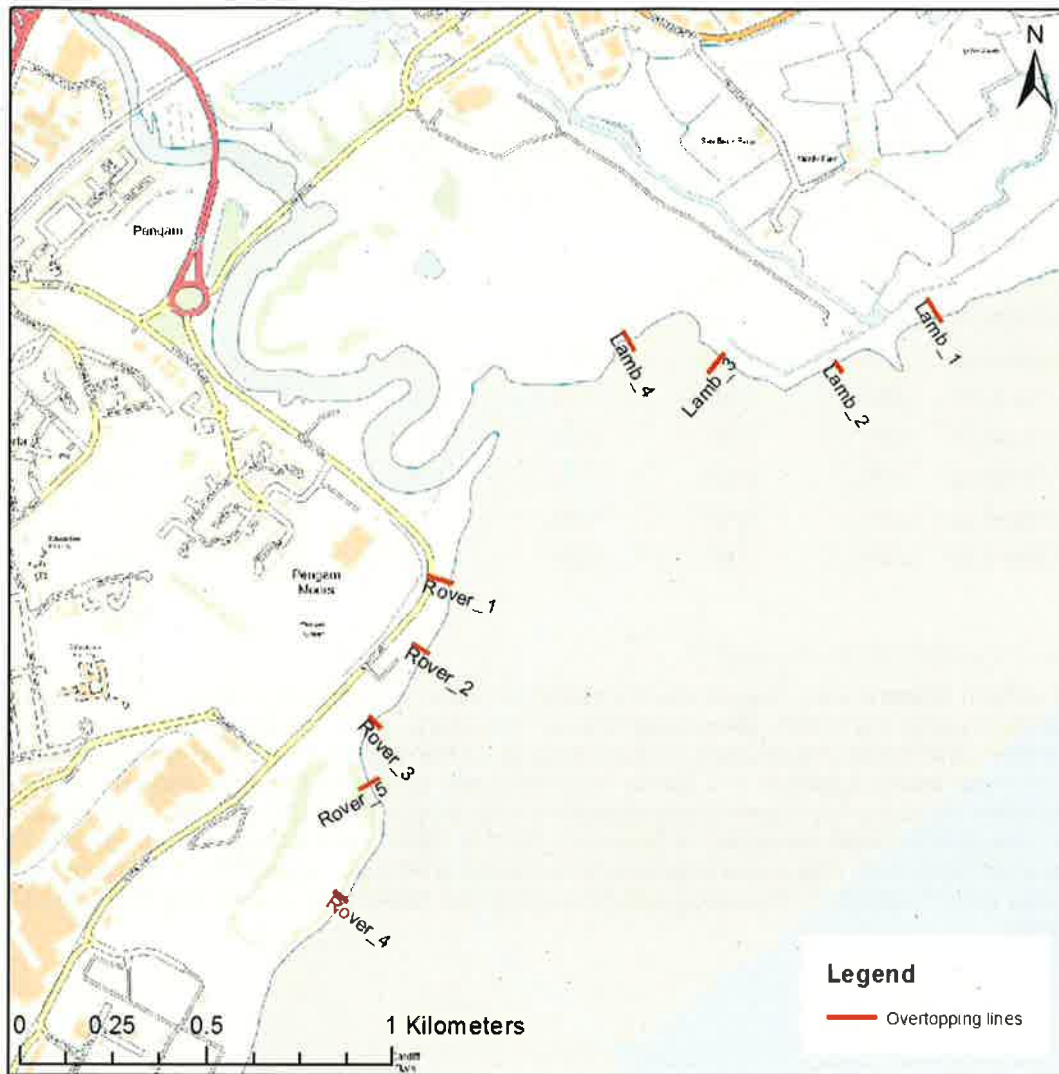 N
Pengam
Lamb_1
Lamb_2
Lamb_3
Lamb_4
Pengam
Moors
Rover_1
Rover_2
Rover_3
Rover_5
Rover_4
Legend
Overtopping lines
0 0.25 0.5 1 Kilometers
Cardiff